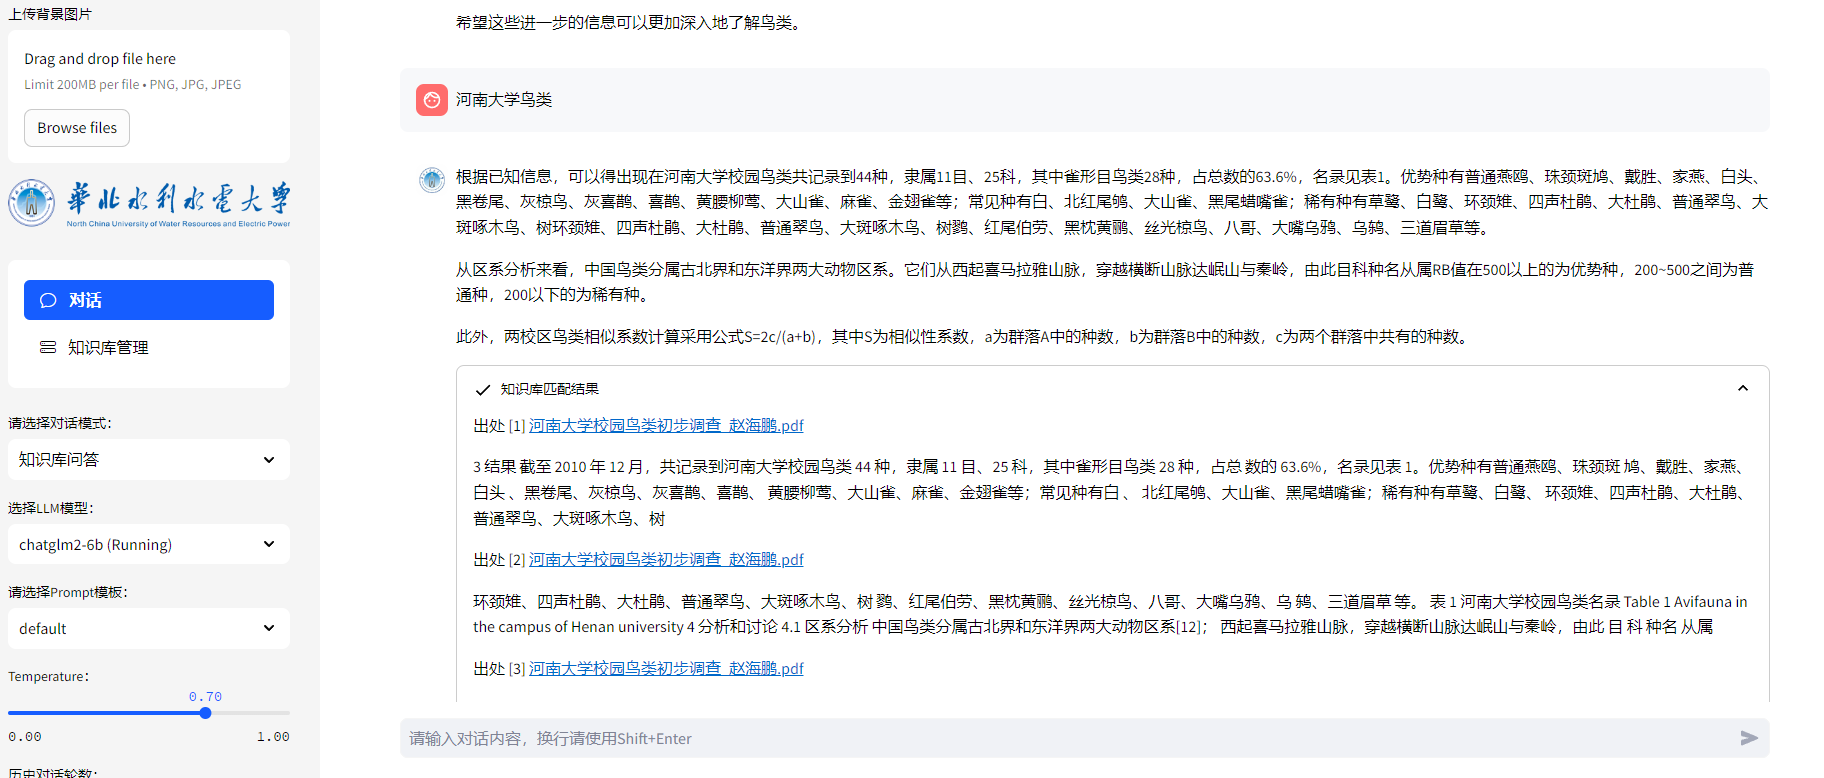 上传背景图片
Drag and drop file here
Limit 200MB per file • PNG, JPG, JPEG
Browse files
華北水利水電大學
North China University of Water Resources and Electric Power
对话
知识库管理
请选择对话模式：
知识库问答
选择LLM模型：
chatglm2-6b (Running)
请选择Prompt模板：
default
Temperature：
0.70
0.00
1.00
历史对话轮数：
希望这些进一步的信息可以更加深入地了解鸟类。
河南大学鸟类
根据已知信息，可以得出现在河南大学校园鸟类共记录到44种，隶属11目、25科，其中雀形目鸟类28种，占总数的63.6%，名录见表1。优势种有普通燕鸥、珠颈斑鸠、戴胜、家燕、白头、
黑卷尾、灰椋鸟、灰喜鹊、喜鹊、黄腰柳莺、大山雀、麻雀、金翅雀等；常见种有白、北红尾鸲、大山雀、黑尾蜡嘴雀；稀有种有草鹭、白鹭、环颈雉、四声杜鹃、大杜鹃、普通翠鸟、大
斑啄木鸟、树环颈雉、四声杜鹃、大杜鹃、普通翠鸟、大斑啄木鸟、树鹨、红尾伯劳、黑枕黄鹂、丝光椋鸟、八哥、大嘴乌鸦、乌鸫、三道眉草等。
从区系分析来看，中国鸟类分属古北界和东洋界两大动物区系。它们从西起喜马拉雅山脉，穿越横断山脉达岷山与秦岭，由此目科种名从属RB值在500以上的为优势种，200~500之间为普
通种，200以下的为稀有种。
此外，两校区鸟类相似系数计算采用公式S=2c/(a+b)，其中S为相似性系数，a为群落A中的种数，b为群落B中的种数，c为两个群落中共有的种数。
知识库匹配结果
出处 [1] 河南大学校园鸟类初步调查_赵海鹏.pdf
3 结果 截至 2010 年 12 月，共记录到河南大学校园鸟类 44 种，隶属 11 目、25 科，其中雀形目鸟类 28 种，占总 数的 63.6%，名录见表 1。优势种有普通燕鸥、珠颈斑 鸠、戴胜、家燕、
白头 、黑卷尾、灰椋鸟、灰喜鹊、喜鹊、 黄腰柳莺、大山雀、麻雀、金翅雀等；常见种有白 、 北红尾鸲、大山雀、黑尾蜡嘴雀；稀有种有草鹭、白鹭、 环颈雉、四声杜鹃、大杜鹃、
普通翠鸟、大斑啄木鸟、树
出处 [2] 河南大学校园鸟类初步调查_赵海鹏.pdf
环颈雉、四声杜鹃、大杜鹃、普通翠鸟、大斑啄木鸟、树 鹨、红尾伯劳、黑枕黄鹂、丝光椋鸟、八哥、大嘴乌鸦、乌 鸫、三道眉草 等。 表 1 河南大学校园鸟类名录 Table 1 Avifauna in
the campus of Henan university 4 分析和讨论 4.1 区系分析 中国鸟类分属古北界和东洋界两大动物区系[12]； 西起喜马拉雅山脉，穿越横断山脉达岷山与秦岭，由此 目 科 种名 从属
出处 [3] 河南大学校园鸟类初步调查_赵海鹏.pdf
请输入对话内容，换行请使用Shift+Enter